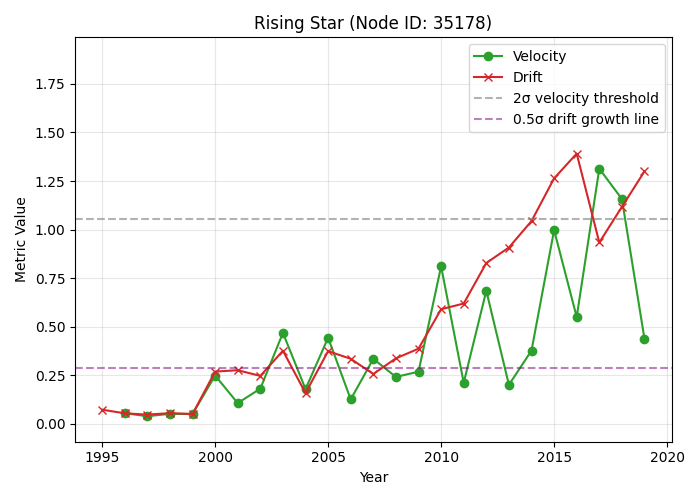 Rising Star (Node ID: 35178)
Velocity
Drift
2σ velocity threshold
0.5σ drift growth line
Metric Value
1.75
1.50
1.25
1.00
0.75
0.50
0.25
0.00
1995
2000
2005
2010
2015
2020
Year